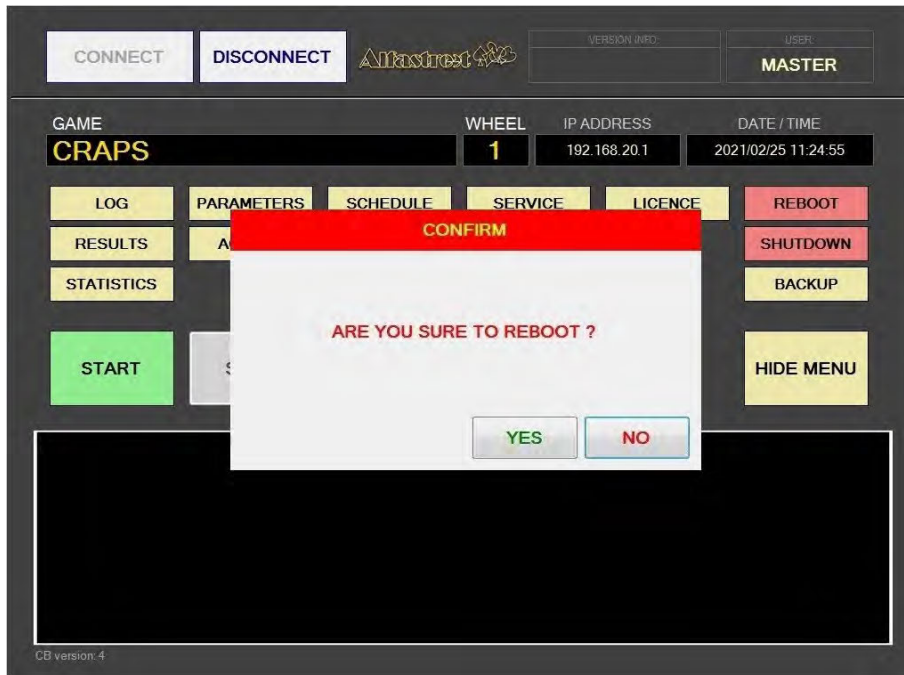 CONNECT
DISCONNECT
Alfastreet
VERSION INFO:
USER:
MASTER
GAME
WHEEL
IP ADDRESS
DATE / TIME
CRAPS
1
192.168.20.1
2021/02/25 11:24:55
LOG
PARAMETERS
SCHEDULE
SERVICE
LICENCE
REBOOT
RESULTS
CONFIRM
SHUTDOWN
STATISTICS
BACKUP
ARE YOU SURE TO REBOOT ?
START
HIDE MENU
YES
NO
CB version: 4